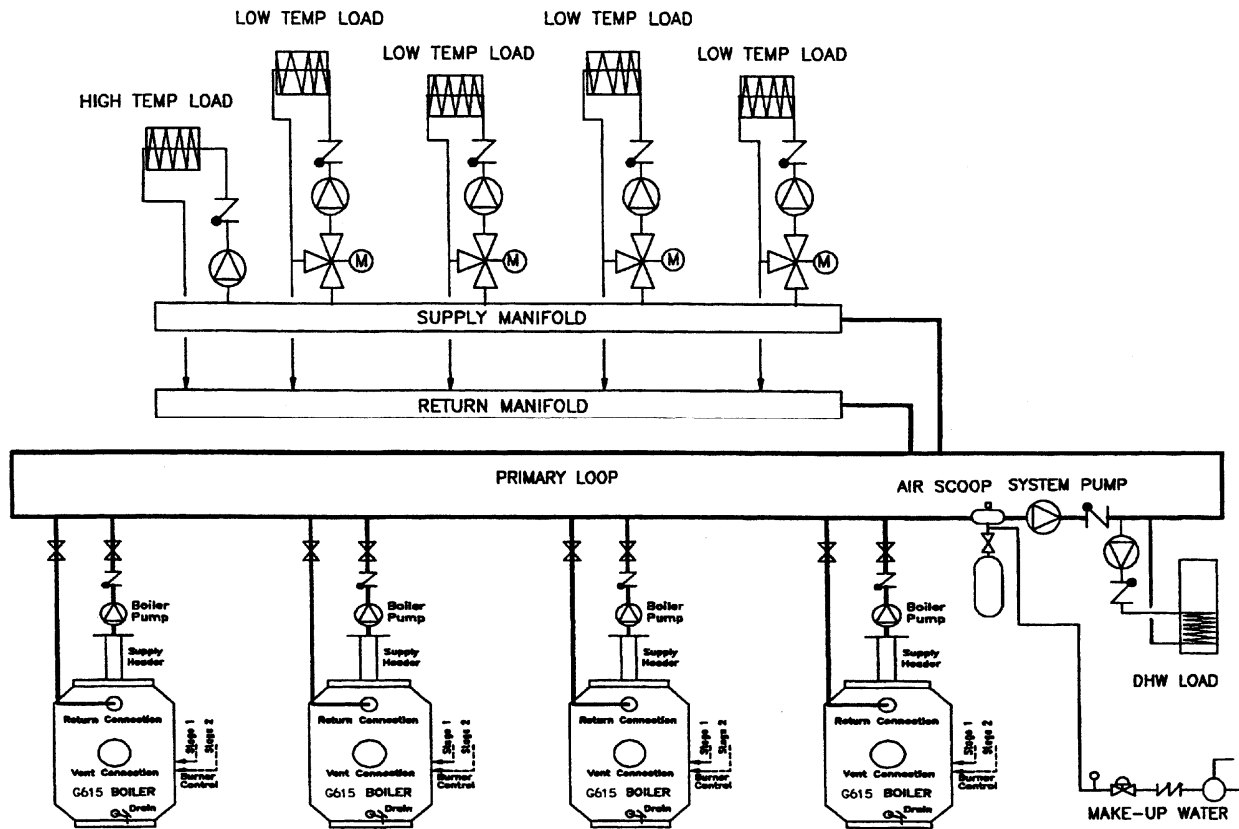 LOW TEMP LOAD
LOW TEMP LOAD
LOW TEMP LOAD
LOW TEMP LOAD
HIGH TEMP LOAD
M
M
M
M
SUPPLY MANIFOLD
RETURN MANIFOLD
PRIMARY LOOP
AIR SCOOP
SYSTEM PUMP
Boiler
Pump
Supply
Header
Return Connection
Stage 1
Stage 2
Vent Connection
Burner
Control
G615 BOILER
Drain
Boiler
Pump
Supply
Header
Return Connection
Stage 1
Stage 2
Vent Connection
Burner
Control
G615 BOILER
Drain
Boiler
Pump
Supply
Header
Return Connection
Stage 1
Stage 2
Vent Connection
Burner
Control
G615 BOILER
Drain
Boiler
Pump
Supply
Header
Return Connection
Stage 1
Stage 2
Vent Connection
Burner
Control
G615 BOILER
Drain
DHW LOAD
MAKE-UP WATER